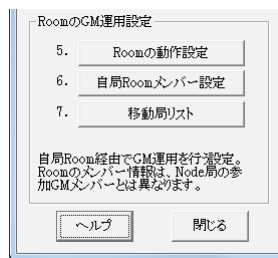 RoomのGM運用設定
5. Roomの動作設定
6. 自局Roomメンバー設定
7. 移動局リスト
自局Room経由でGM運用を行う設定。
Roomのメンバー情報は、Node局の参
加GMメンバーとは異なります。
ヘルプ 閉じる